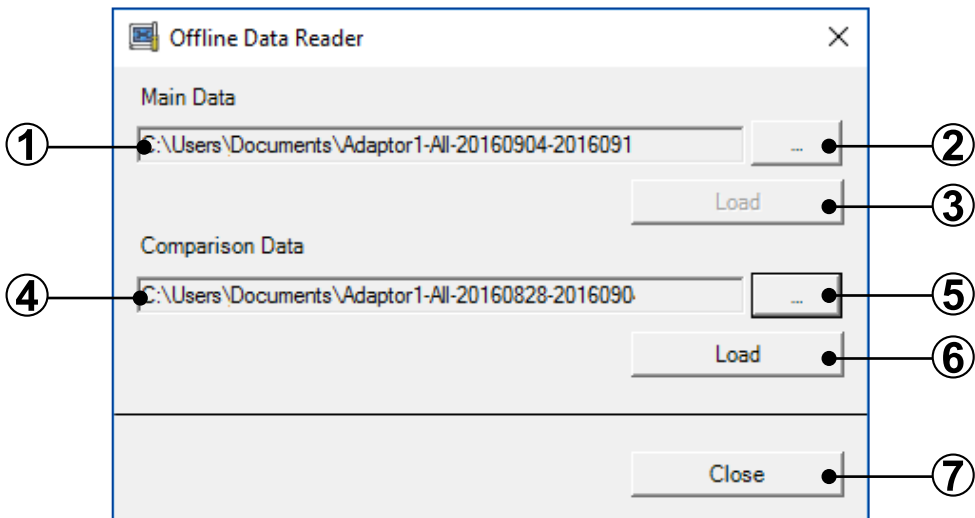 Offline Data Reader
Main Data
1 C:\Users\Documents\Adaptor1-All-20160904-2016091 ... 2
Load 3
Comparison Data
4 C:\Users\Documents\Adaptor1-All-20160828-2016090 ... 5
Load 6
Close 7